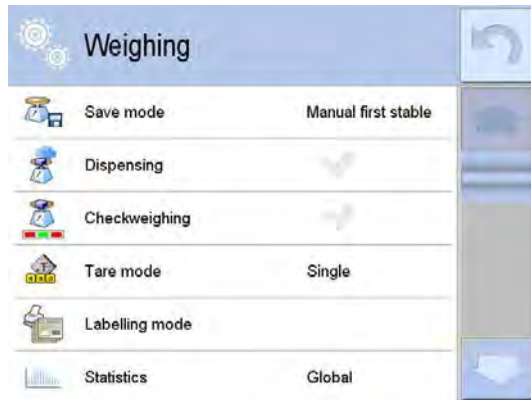 Weighing
Save mode Manual first stable
Dispensing
Checkweighing
Tare mode Single
Labelling mode
Statistics Global